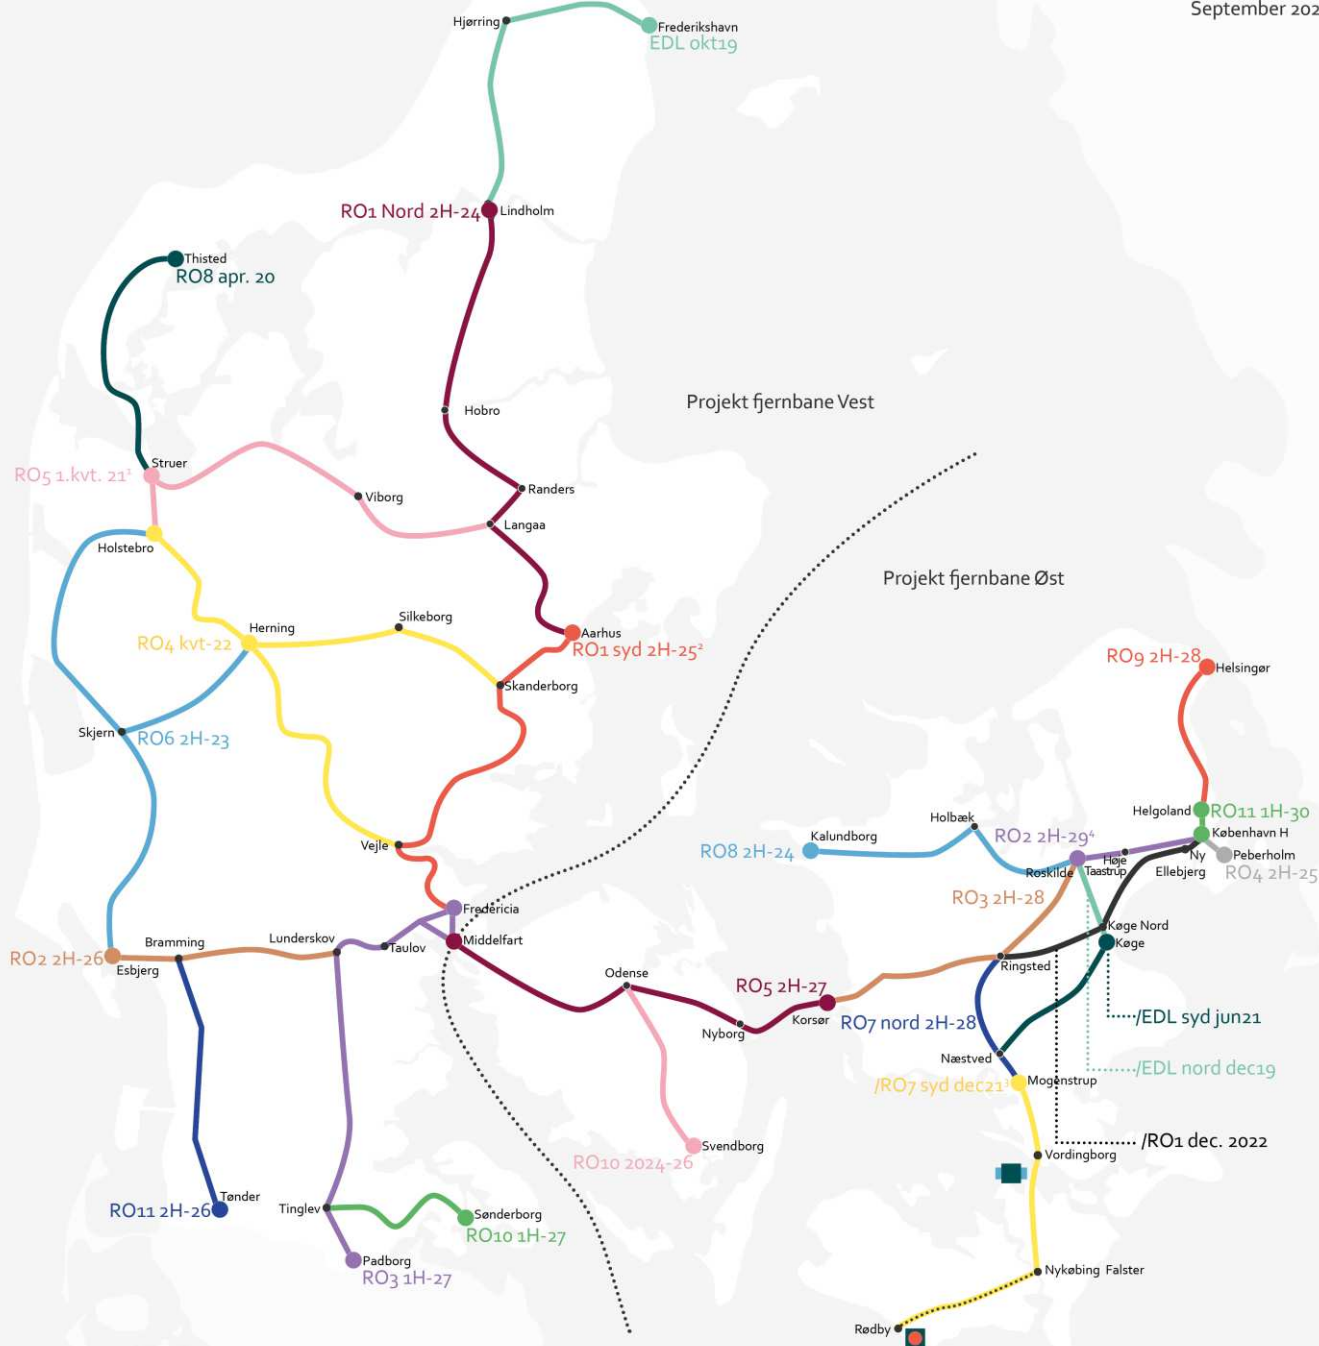 September 202
Hjørring
Frederikshavn
EDL okt19
RO1 Nord 2H-24
Lindholm
Thisted
RO8 apr. 20
Hobro
Projekt fjernbane Vest
Struer
RO5 1.kvt. 21¹
Viborg
Randers
Langaa
Holstebro
Projekt fjernbane Øst
Silkeborg
Herning
RO4 kvt-22
Aarhus
RO1 syd 2H-25²
RO9 2H-28
Helsingør
Skanderborg
Skjern
RO6 2H-23
Helgoland
RO11 1H-30
Holbæk
Kalundborg
RO2 2H-29⁴
København H
Vejle
RO8 2H-24
Høje
Taastrup
Ny
Ellebjerg
Peberholm
RO4 2H-25
Roskilde
RO3 2H-28
Fredericia
Køge Nord
Køge
Bramming
Lunderskov
Taulov
Middelfart
RO2 2H-26
Esbjerg
Ringsted
Odense
RO5 2H-27
Korsør
Nyborg
RO7 nord 2H-28
/EDL syd jun21
Næstved
/EDL nord dec19
/RO7 syd dec21³
Mogenstrup
/RO1 dec. 2022
Svendborg
RO10 2024-26
Vordingborg
Tønder
RO11 2H-26
Tinglev
Sønderborg
RO10 1H-27
Padborg
RO3 1H-27
Nykøbing Falster
Rødby